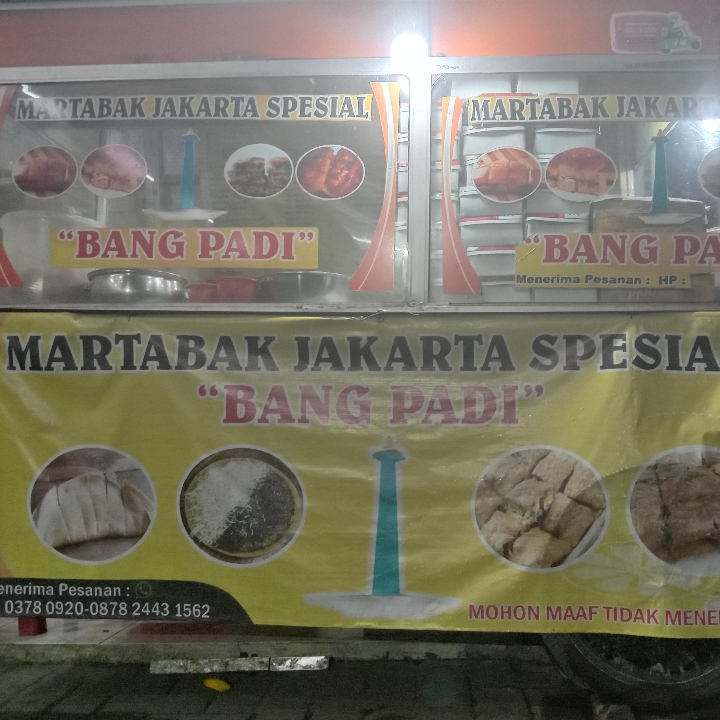 MARTABAK JAKARTA SPESIAL
"BANG PADI"
MARTABAK JAKART
"BANG PA
Menerima Pesanan : HP :
MARTABAK JAKARTA SPESIA
"BANG PADI"
enerima Pesanan :
0378 0920-0878 2443 1562
MOHON MAAF TIDAK MENE